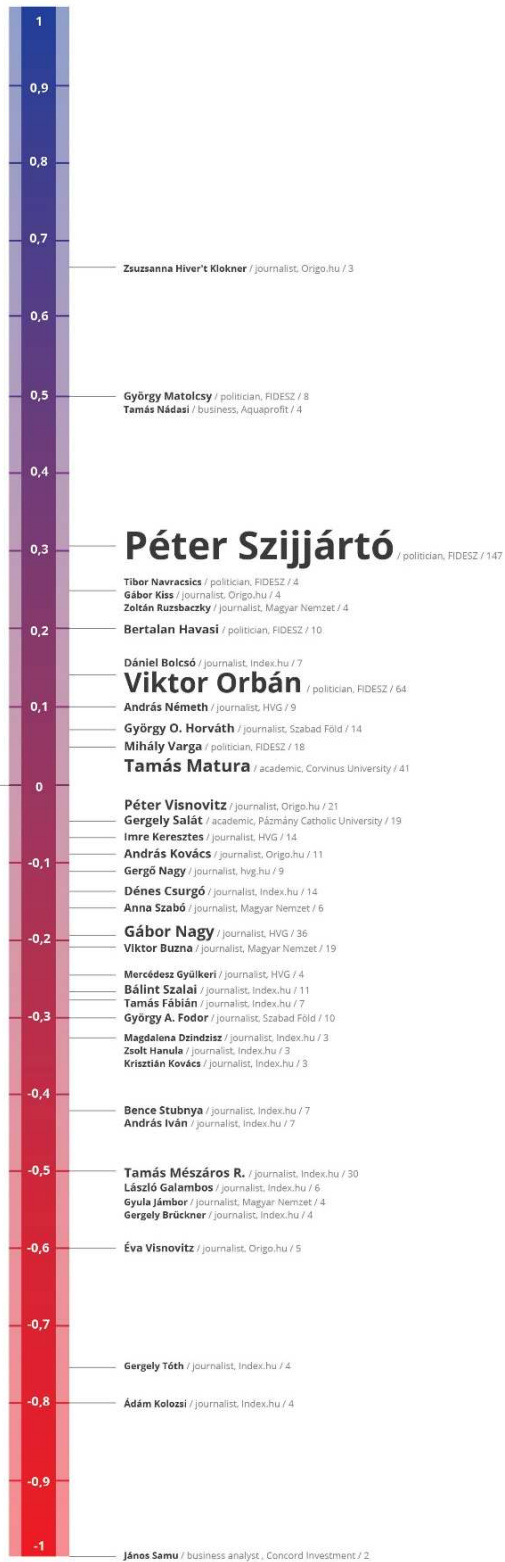 1
0,9
0,8
0,7
Zsuzsanna Hiver't Klokner / journalist, Origo.hu / 3
0,6
0,5
György Matolcsy / politician, FIDESZ / 8
Tamás Nádasi / business, Aquaprofit / 4
0,4
0,3
Péter Szijjártó / politician, FIDESZ / 147
Tibor Navracsics / politician, FIDESZ / 4
Gábor Kiss / journalist, Origo.hu / 4
Zoltán Ruzsbaczky / journalist, Magyar Nemzet / 4
0,2
Bertalan Havasi / politician, FIDESZ / 10
Dániel Bolcsó / journalist, Index.hu / 7
Viktor Orbán / politician, FIDESZ / 64
0,1
András Németh / journalist, HVG / 9
György O. Horváth / journalist, Szabad Föld / 14
Mihály Varga / politician, FIDESZ / 18
Tamás Matura / academic, Corvinus University / 41
0
Péter Visnovitz / journalist, Origo.hu / 21
Gergely Salát / academic, Pázmány Catholic University / 19
Imre Keresztes / journalist, HVG / 14
András Kovács / journalist, Origo.hu / 11
-0,1
Gergő Nagy / journalist, hvg.hu / 9
Dénes Csurgó / journalist, Index.hu / 14
Anna Szabó / journalist, Magyar Nemzet / 6
Gábor Nagy / journalist, HVG / 36
-0,2
Viktor Buzna / journalist, Magyar Nemzet / 19
Mercédesz Gyülkeri / journalist, HVG / 4
Bálint Szalai / journalist, Index.hu / 11
Tamás Fábián / journalist, Index.hu / 7
-0,3
György A. Fodor / journalist, Szabad Föld / 10
Magdalena Dzindzisz / journalist, Index.hu / 3
Zsolt Hanula / journalist, Index.hu / 3
Krisztián Kovács / journalist, Index.hu / 3
-0,4
Bence Stubnya / journalist, Index.hu / 7
András Iván / journalist, Index.hu / 7
-0,5
Tamás Mészáros R. / journalist, Index.hu / 30
László Galambos / journalist, Index.hu / 6
Gyula Jámbor / journalist, Magyar Nemzet / 4
Gergely Brückner / journalist, Index.hu / 4
-0,6
Éva Visnovitz / journalist, Origo.hu / 5
-0,7
Gergely Tóth / journalist, Index.hu / 4
-0,8
Ádám Kolozsi / journalist, Index.hu / 4
-0,9
-1
János Samu / business analyst , Concord Investment / 2